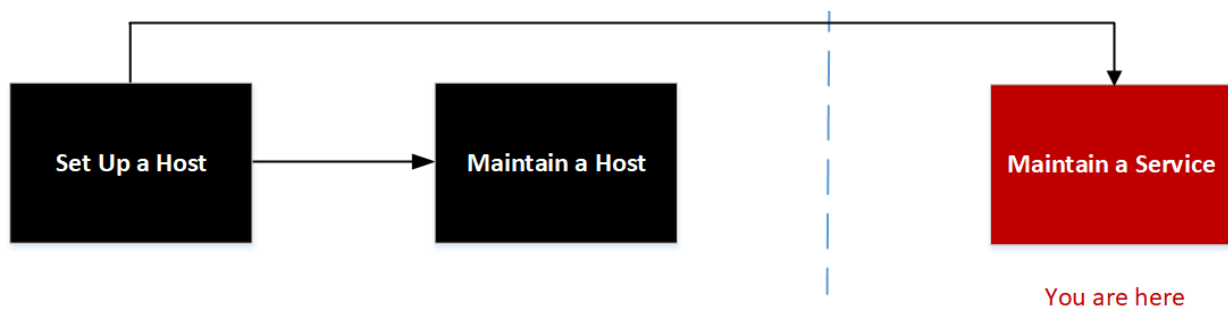 Set Up a Host
Maintain a Host
Maintain a Service
You are here